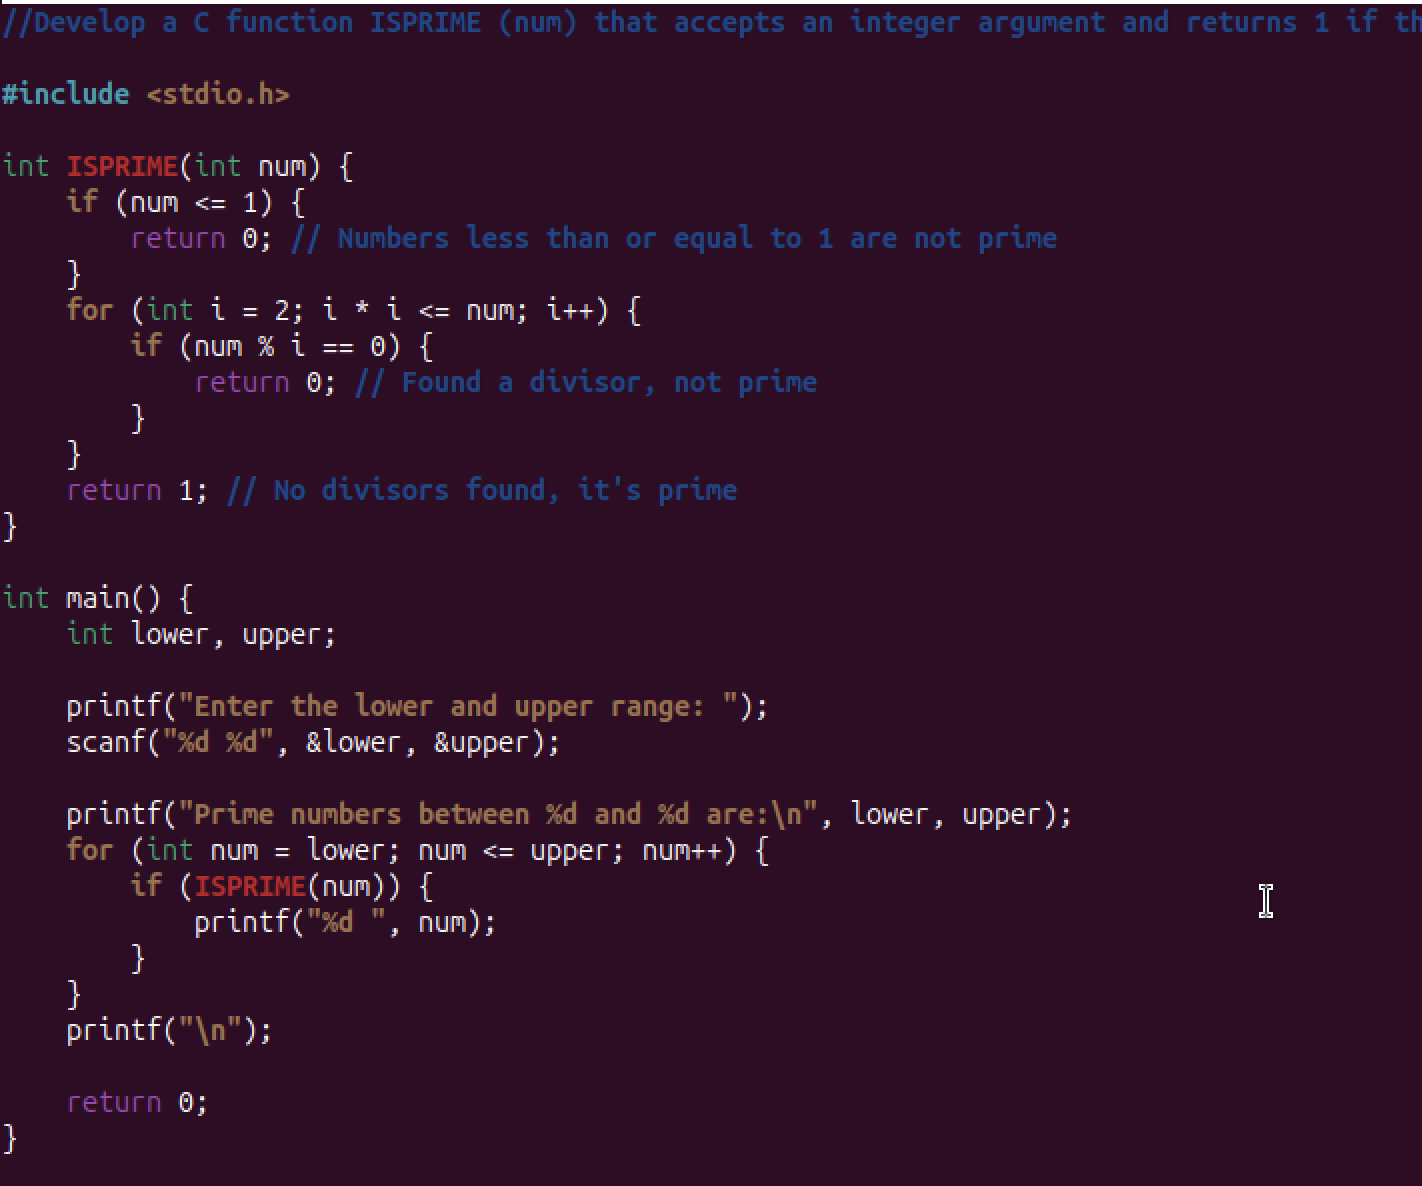 //Develop a C function ISPRIME (num) that accepts an integer argument and returns 1 if
#include <stdio.h>
int ISPRIME(int num) {
    if (num <= 1) {
        return 0; // Numbers less than or equal to 1 are not prime
    }
    for (int i = 2; i * i <= num; i++) {
        if (num % i == 0) {
            return 0; // Found a divisor, not prime
        }
    }
    return 1; // No divisors found, it's prime
}
int main() {
    int lower, upper;
    printf("Enter the lower and upper range: ");
    scanf("%d %d", &lower, &upper);
    printf("Prime numbers between %d and %d are:\n", lower, upper);
    for (int num = lower; num <= upper; num++) {
        if (ISPRIME(num)) {
            printf("%d ", num);
        }
    }
    printf("\n");
    return 0;
}